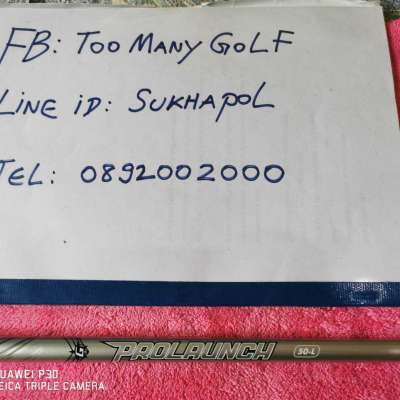 FB: TOO MANY GOLF
LINE iD: SUKHAPOL
TEL: 0892002000
PROLAUNCH 50-L
HUAWEI P30
LEICA TRIPLE CAMERA